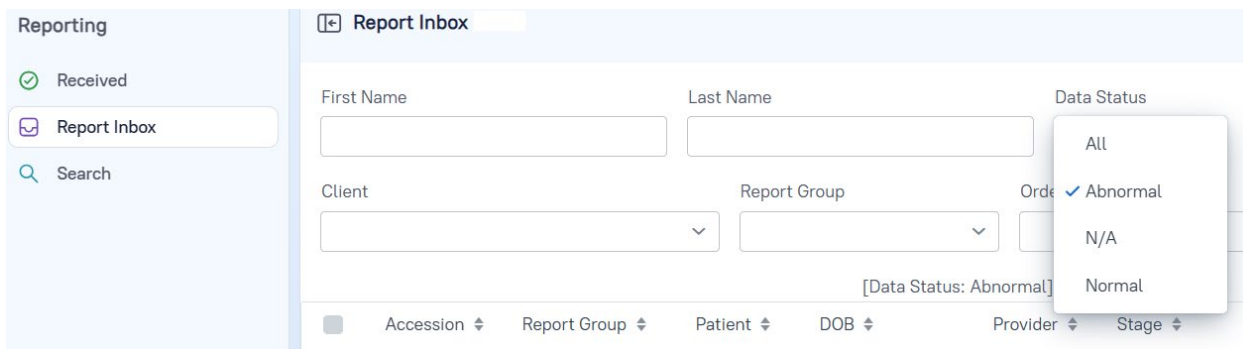 Reporting
Received
Report Inbox
Search
Report Inbox
First Name Last Name Data Status
All
Client Report Group Abnormal
N/A
Normal
[Data Status: Abnormal]
Accession Report Group Patient DOB Provider Stage